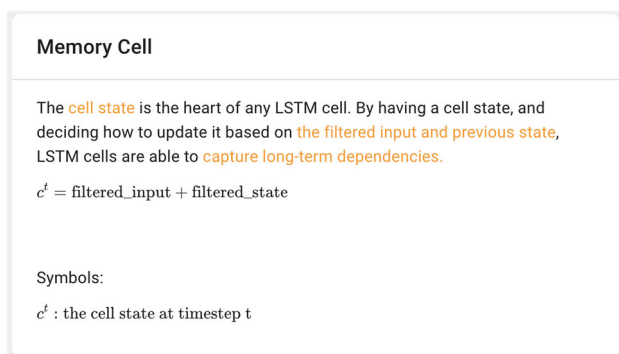 Memory Cell
The cell state is the heart of any LSTM cell. By having a cell state, and
deciding how to update it based on the filtered input and previous state,
LSTM cells are able to capture long-term dependencies.
cᵗ = filtered_input + filtered_state
Symbols:
cᵗ : the cell state at timestep t